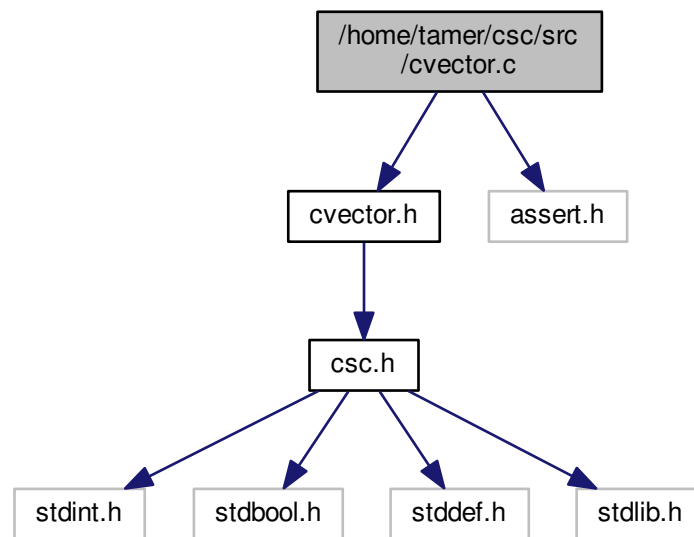 /home/tamer/csc/src
/cvector.c
cvector.h
assert.h
csc.h
stdint.h
stdbool.h
stddef.h
stdlib.h